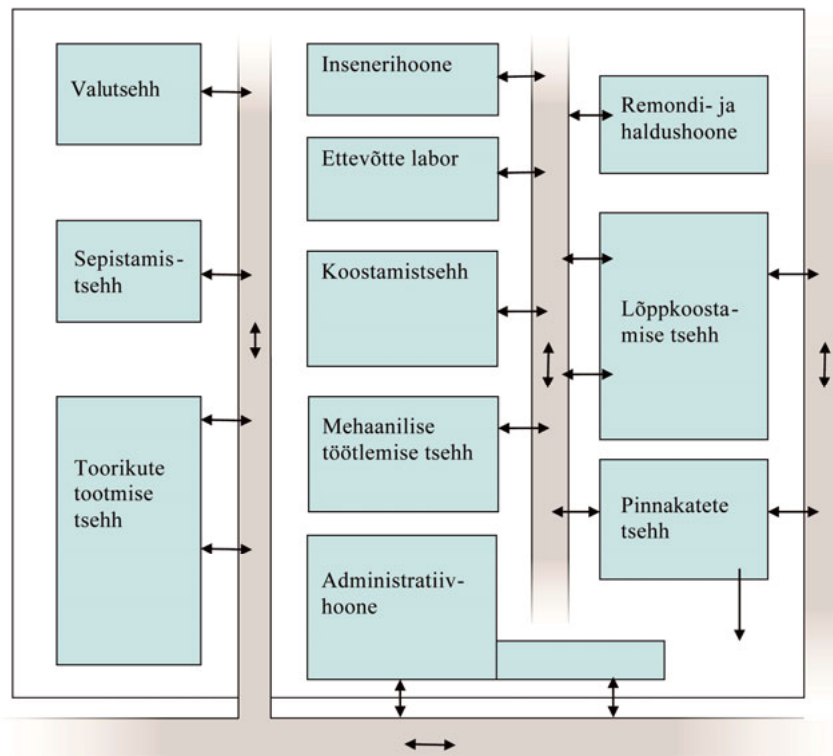 Valutsehh
Sepistamis-
tsehh
Toorikute
tootmise
tsehh
Insenerihoone
Ettevõtte labor
Koostamistsehh
Mehaanilise
töötlemise tsehh
Administratiiv-
hoone
Remondi- ja
haldushoone
Lõppkoosta-
mise tsehh
Pinnakatete
tsehh